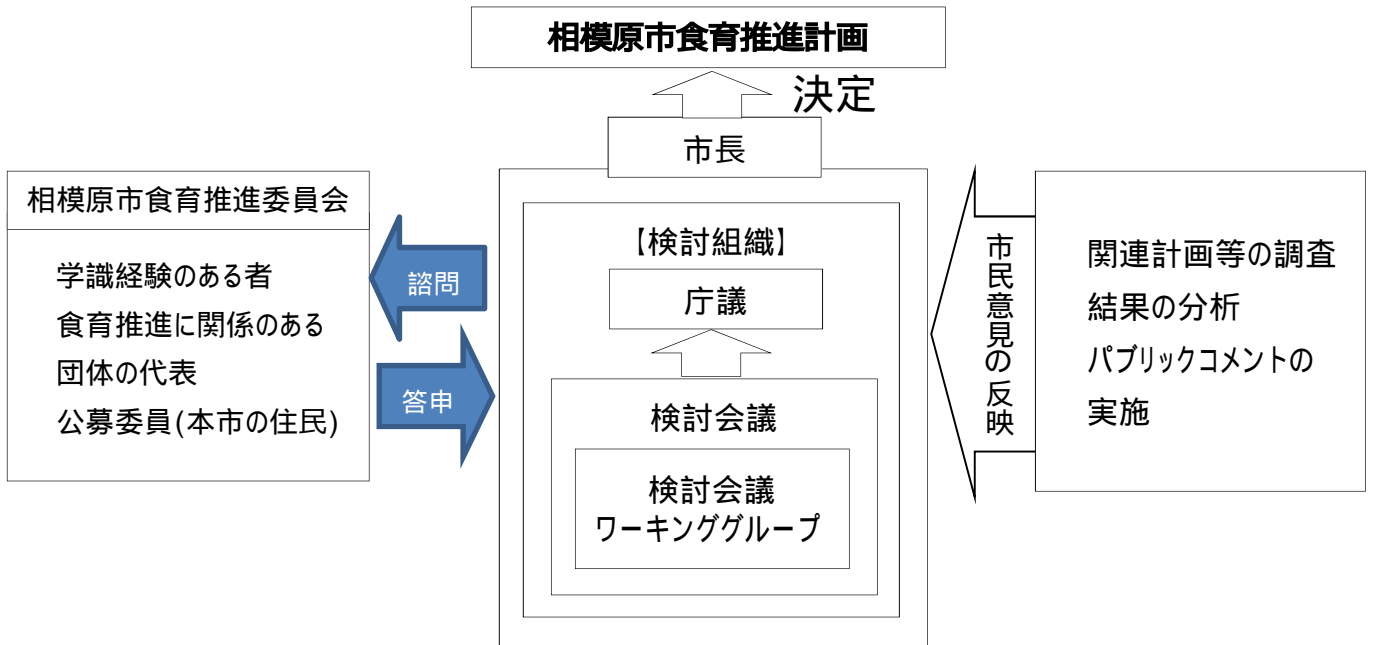 相模原市食育推進計画
決定
市長
相模原市食育推進委員会
学識経験のある者
食育推進に関係のある
団体の代表
公募委員(本市の住民)
諮問
答申
【検討組織】
庁議
検討会議
検討会議
ワーキンググループ
市民意見の反映
関連計画等の調査
結果の分析
パブリックコメントの
実施